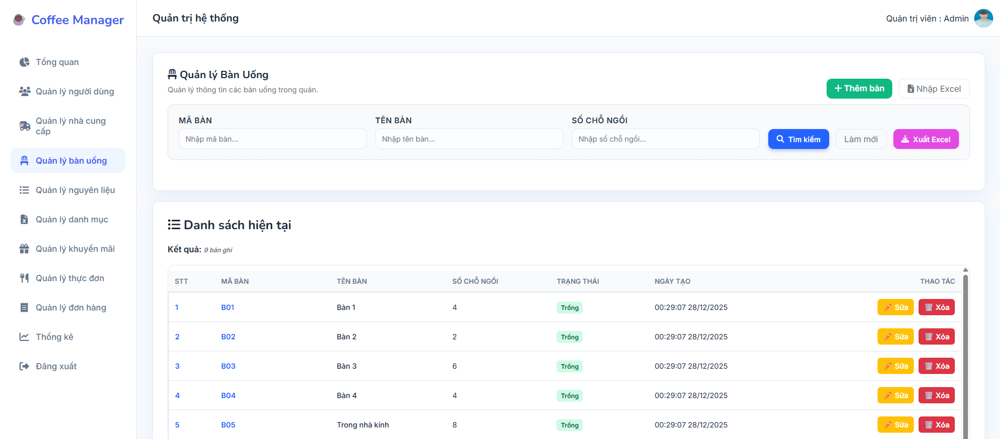 Coffee Manager
Tổng quan
Quản lý người dùng
Quản lý nhà cung
cấp
Quản lý bàn uống
Quản lý nguyên liệu
Quản lý danh mục
Quản lý khuyến mãi
Quản lý thực đơn
Quản lý đơn hàng
Thống kê
Đăng xuất
Quản trị hệ thống
Quản trị viên : Admin
Quản lý Bàn Uống
Quản lý thông tin các bàn uống trong quán.
Thêm bàn
Nhập Excel
MÃ BÀN TÊN BÀN SỐ CHỖ NGỒI
Nhập mã bàn... Nhập tên bàn... Nhập số chỗ ngồi... Tìm kiếm Làm mới Xuất Excel
Danh sách hiện tại
Kết quả: 9 bản ghi
STT MÃ BÀN TÊN BÀN SỐ CHỖ NGỒI TRẠNG THÁI NGÀY TẠO THAO TÁC
1 B01 Bàn 1 4 Trống 00:29:07 28/12/2025 Sửa Xóa
2 B02 Bàn 2 2 Trống 00:29:07 28/12/2025 Sửa Xóa
3 B03 Bàn 3 6 Trống 00:29:07 28/12/2025 Sửa Xóa
4 B04 Bàn 4 4 Trống 00:29:07 28/12/2025 Sửa Xóa
5 B05 Trong nhà kính 8 Trống 00:29:07 28/12/2025 Sửa Xóa